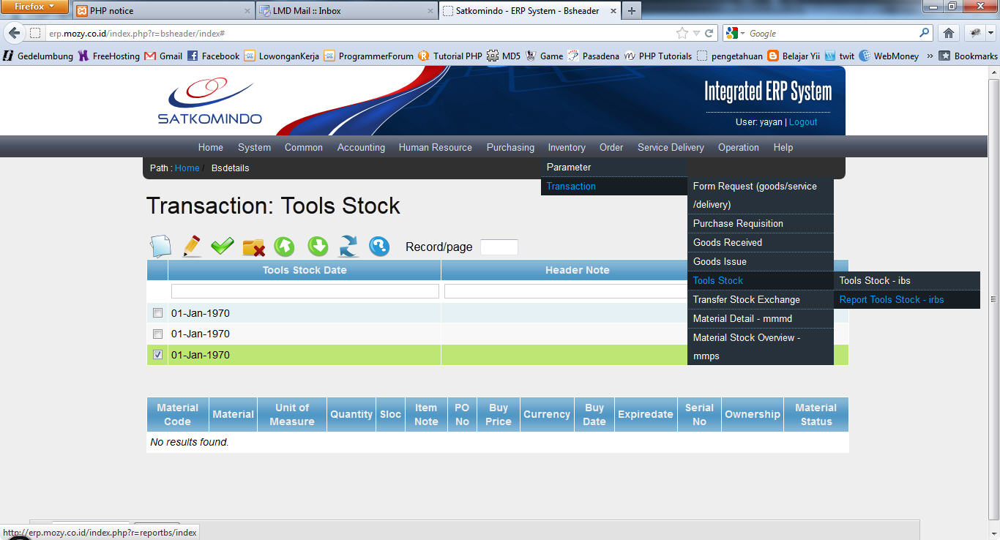 Firefox
PHP notice
LMD Mail :: Inbox
Satkomindo - ERP System - Bsheader
erp.mozy.co.id/index.php?r=bsheader/index#
Google
Gedelumbung FreeHosting Gmail Facebook LowonganKerja ProgrammerForum Tutorial PHP MD5 Game Pasadena PHP Tutorials pengetahuan Belajar Yii twit WebMoney » Bookmarks
SATKOMINDO
Integrated ERP System
User: yayan | Logout
Home System Common Accounting Human Resource Purchasing Inventory Order Service Delivery Operation Help
Path : Home / Bsdetails
Parameter
Transaction
Form Request (goods/service
/delivery)
Purchase Requisition
Goods Received
Goods Issue
Tools Stock
Transfer Stock Exchange
Material Detail - mmmd
Material Stock Overview -
mmps
Tools Stock - ibs
Report Tools Stock - irbs
Transaction: Tools Stock
Record/page
Tools Stock Date Header Note
01-Jan-1970
01-Jan-1970
01-Jan-1970
Material Code Material Unit of Measure Quantity Sloc Item Note PO No Buy Price Currency Buy Date Expiredate Serial No Ownership Material Status
No results found.
http://erp.mozy.co.id/index.php?r=reportbs/index